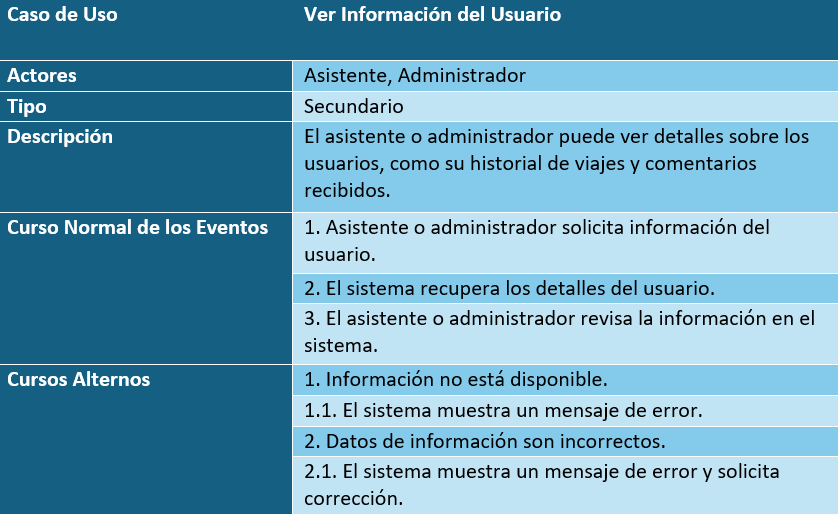 Caso de Uso
Ver Información del Usuario
Actores
Asistente, Administrador
Tipo
Secundario
Descripción
El asistente o administrador puede ver detalles sobre los
usuarios, como su historial de viajes y comentarios
recibidos.
Curso Normal de los Eventos
1. Asistente o administrador solicita información del
usuario.
2. El sistema recupera los detalles del usuario.
3. El asistente o administrador revisa la información en el
sistema.
Cursos Alternos
1. Información no está disponible.
1.1. El sistema muestra un mensaje de error.
2. Datos de información son incorrectos.
2.1. El sistema muestra un mensaje de error y solicita
corrección.